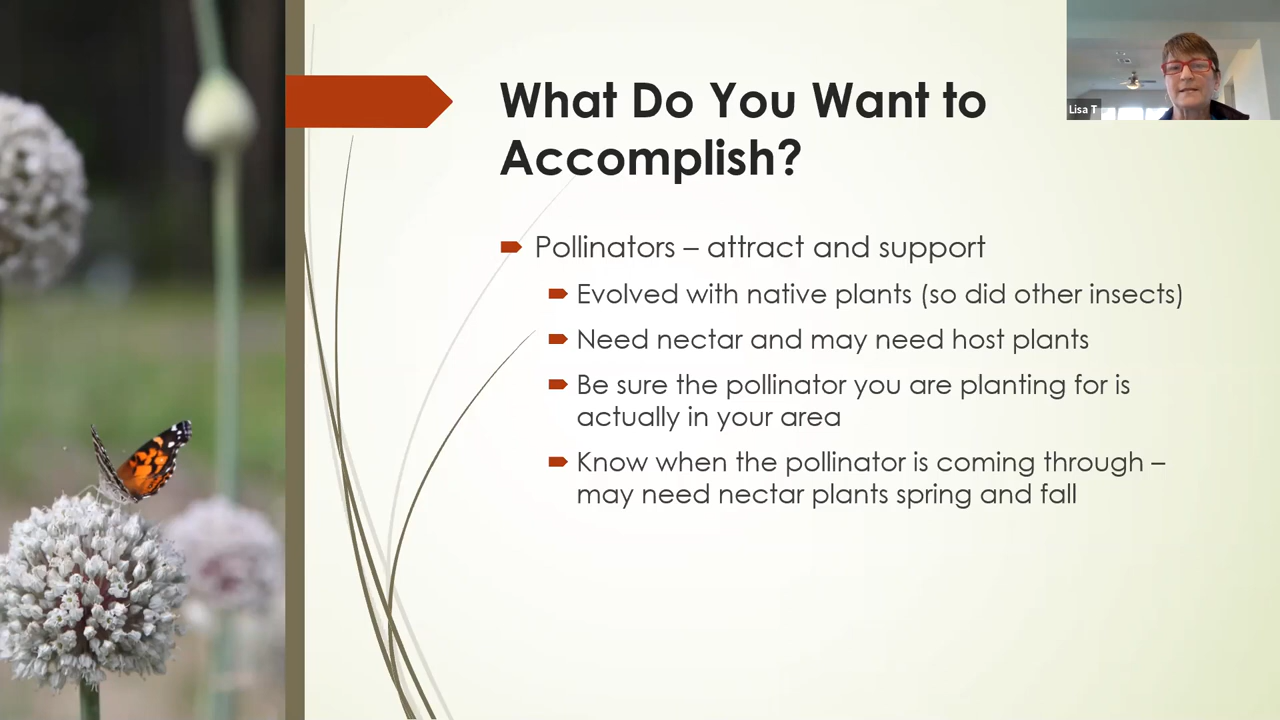 What Do You Want to
Accomplish?
Lisa T
Pollinators – attract and support
Evolved with native plants (so did other insects)
Need nectar and may need host plants
Be sure the pollinator you are planting for is
actually in your area
Know when the pollinator is coming through –
may need nectar plants spring and fall